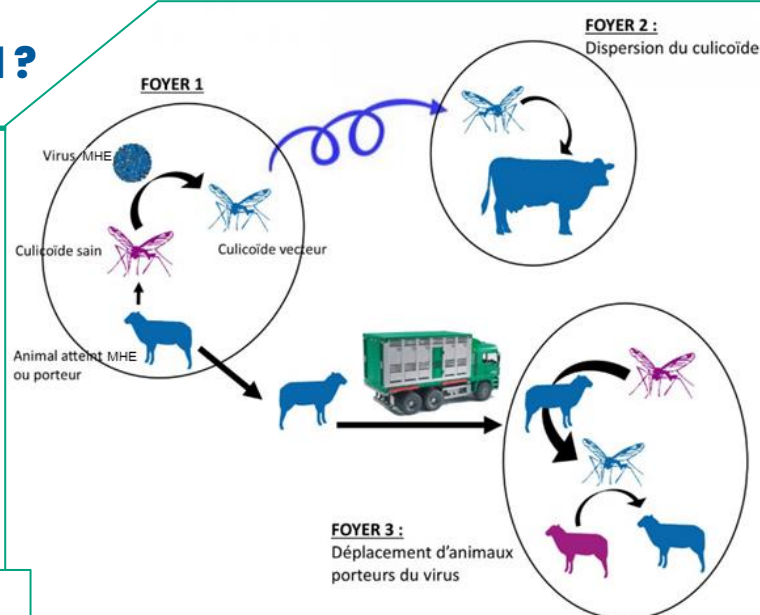 ?
FOYER 1
Virus MHE
Culicoïde sain
Culicoïde vecteur
Animal atteint MHE
ou porteur
FOYER 2 :
Dispersion du culicoïde
FOYER 3 :
Déplacement d'animaux
porteurs du virus